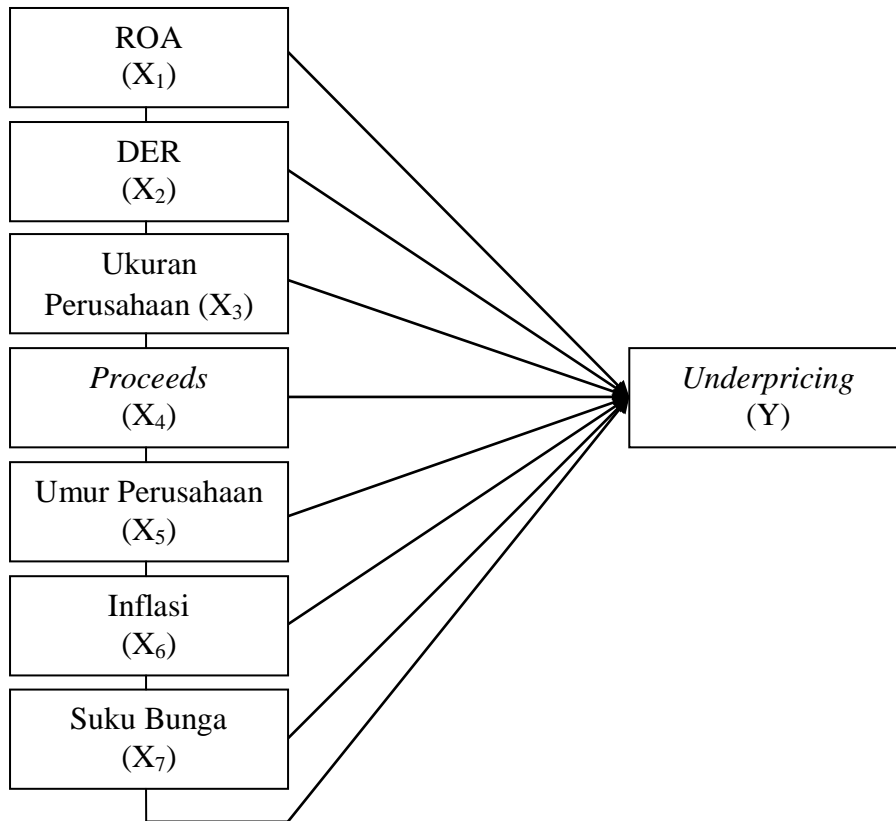 ROA
(X₁)
DER
(X₂)
Ukuran
Perusahaan (X₃)
Proceeds
(X₄)
Underpricing
(Y)
Umur Perusahaan
(X₅)
Inflasi
(X₆)
Suku Bunga
(X₇)